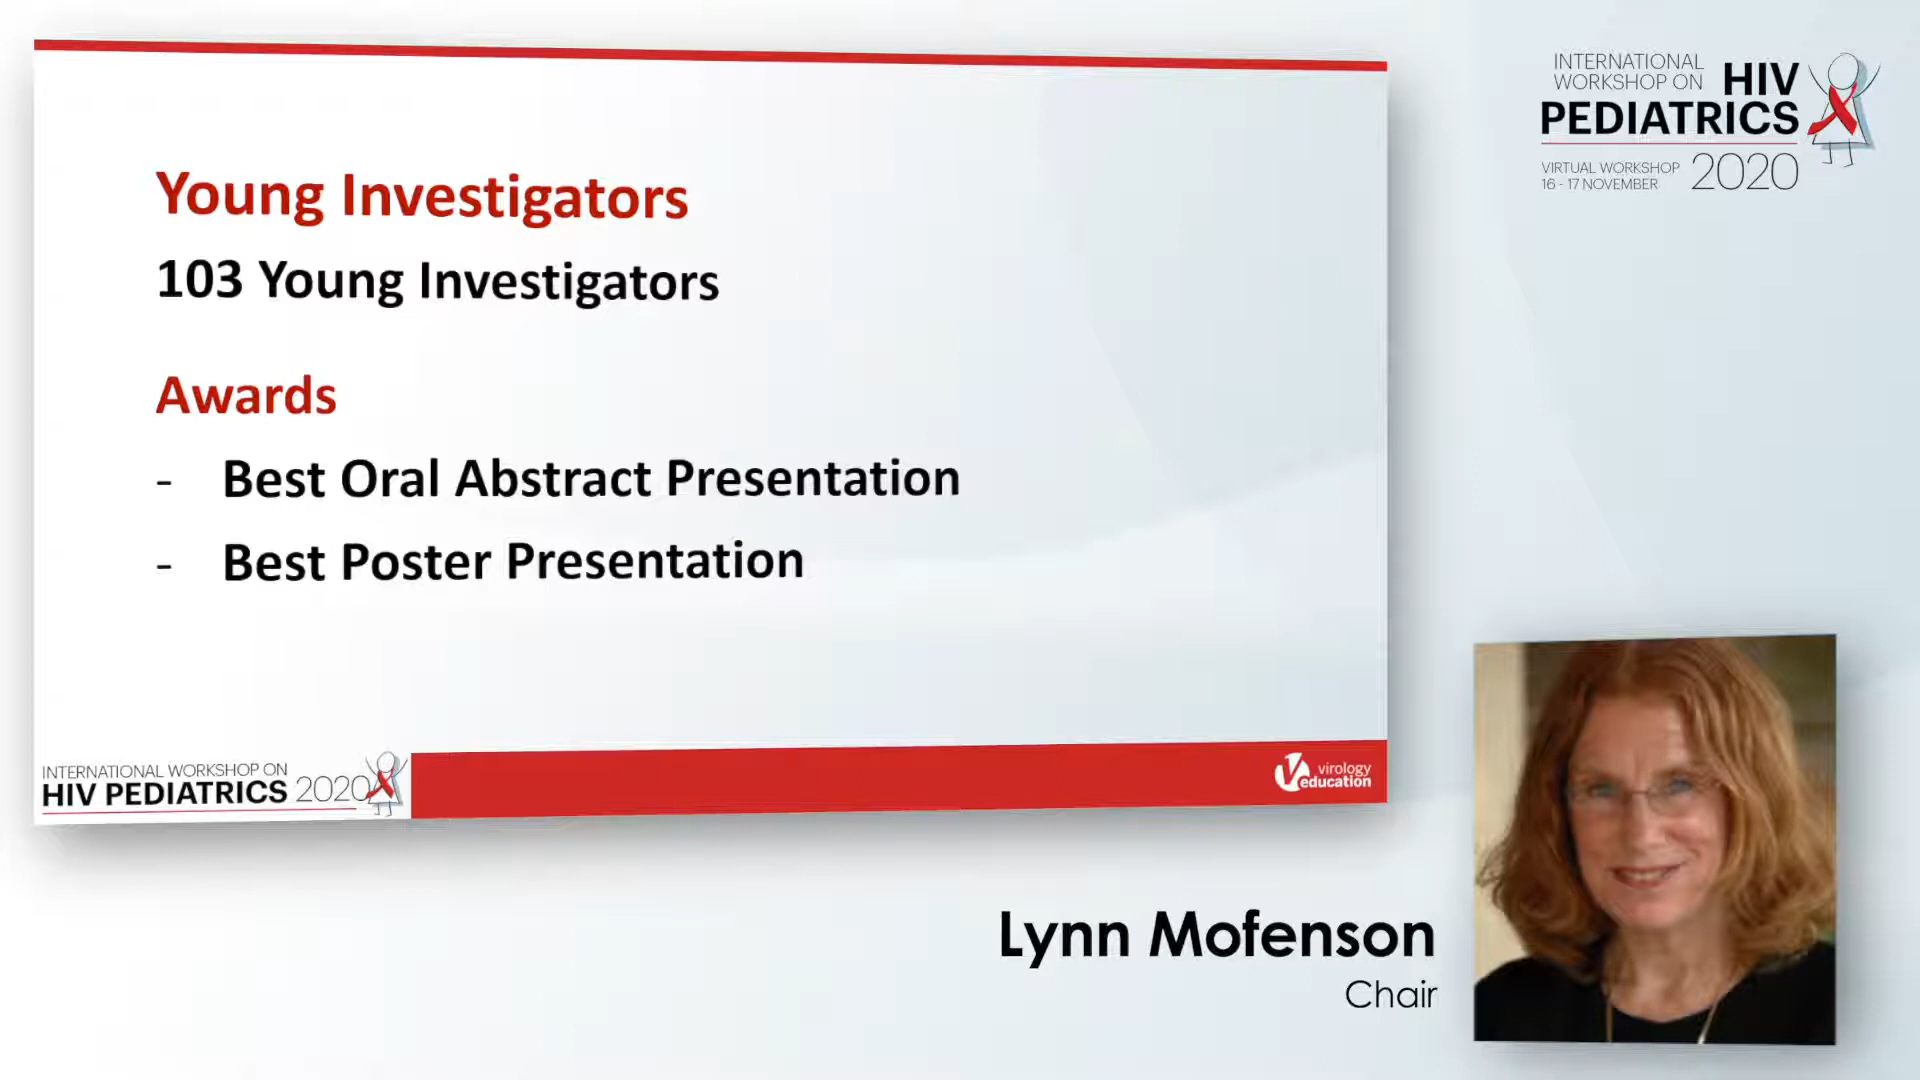 Young Investigators
103 Young Investigators
Awards
- Best Oral Abstract Presentation
- Best Poster Presentation
INTERNATIONAL WORKSHOP ON
HIV PEDIATRICS 2020
virology
education
INTERNATIONAL
WORKSHOP ON HIV
PEDIATRICS
VIRTUAL WORKSHOP
16 - 17 NOVEMBER 2020
Lynn Mofenson
Chair